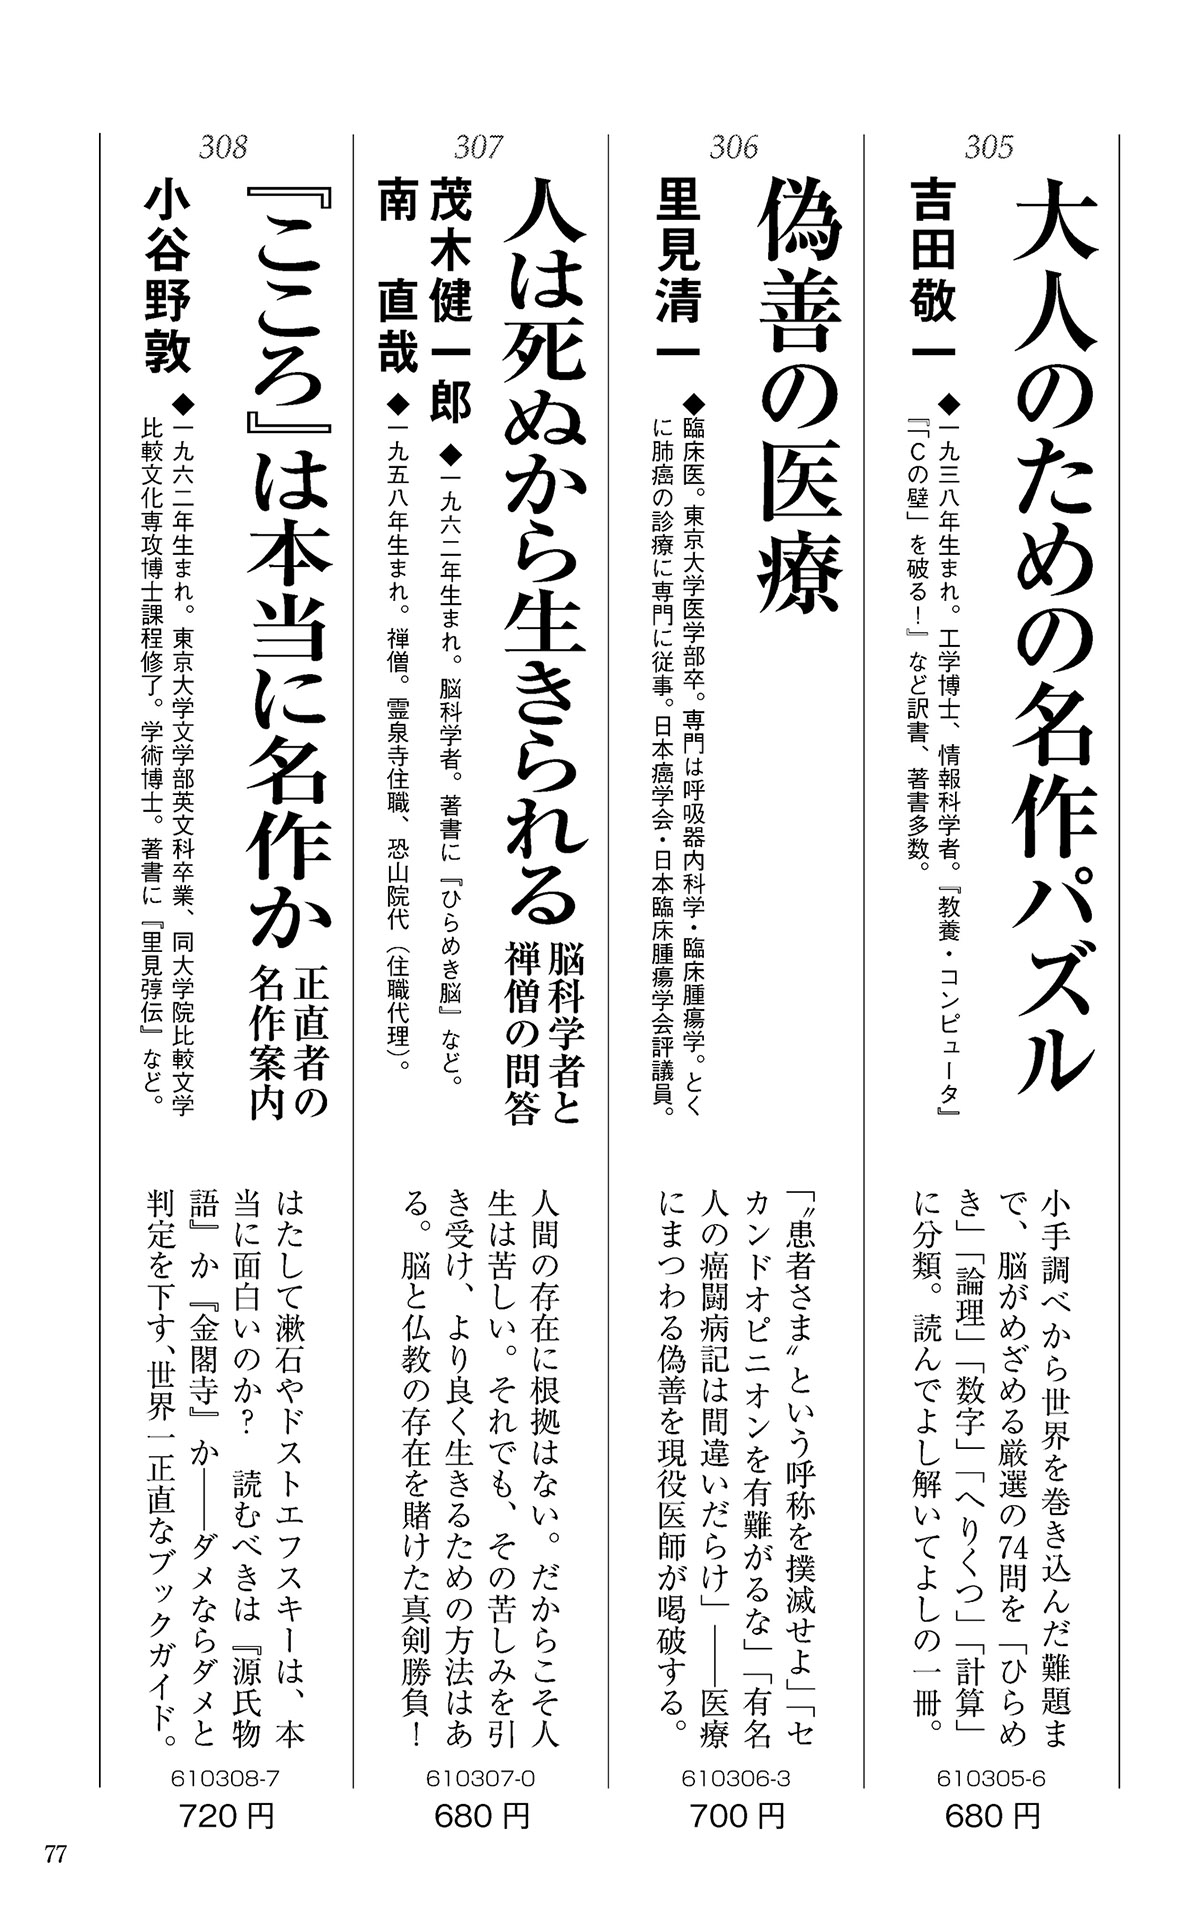 305
大人のための名作パズル
吉田敬一
◆一九三八年生まれ。工学博士、情報科学者。『教養・コンピュータ』
『「Cの壁」を破る!』など訳書、著書多数。
小手調べから世界を巻き込んだ難題ま
で、脳がめざめる厳選の74問を「ひらめ
き」「論理」「数字」「へりくつ」「計算」
に分類。読んでよし解いてよしの一冊。
610305-6
680円
306
偽善の医療
里見清一
◆臨床医。東京大学医学部卒。専門は呼吸器内科学・臨床腫瘍学。とく
に肺癌の診療に専門に従事。日本癌学会・日本臨床腫瘍学会評議員。
「〝患者さま〟という呼称を撲滅せよ」「セ
カンドオピニオンを有難がるな」「有名
人の癌闘病記は間違いだらけ」――医療
にまつわる偽善を現役医師が喝破する。
610306-3
700円
307
人は死ぬから生きられる
脳科学者と
禅僧の問答
茂木健一郎 ◆一九六二年生まれ。脳科学者。著書に『ひらめき脳』など。
南 直哉 ◆一九五八年生まれ。禅僧。霊泉寺住職、恐山院代(住職代理)。
人間の存在に根拠はない。だからこそ人
生は苦しい。それでも、その苦しみを引
き受け、より良く生きるための方法はあ
る。脳と仏教の存在を賭けた真剣勝負!
610307-0
680円
308
『こころ』は本当に名作か
正直者の
名作案内
小谷野敦
◆一九六二年生まれ。東京大学文学部英文科卒業、同大学院比較文学
比較文化専攻博士課程修了。学術博士。著書に『里見弴伝』など。
はたして漱石やドストエフスキーは、本
当に面白いのか? 読むべきは『源氏物
語』か『金閣寺』か――ダメならダメと
判定を下す、世界一正直なブックガイド。
610308-7
720円
77